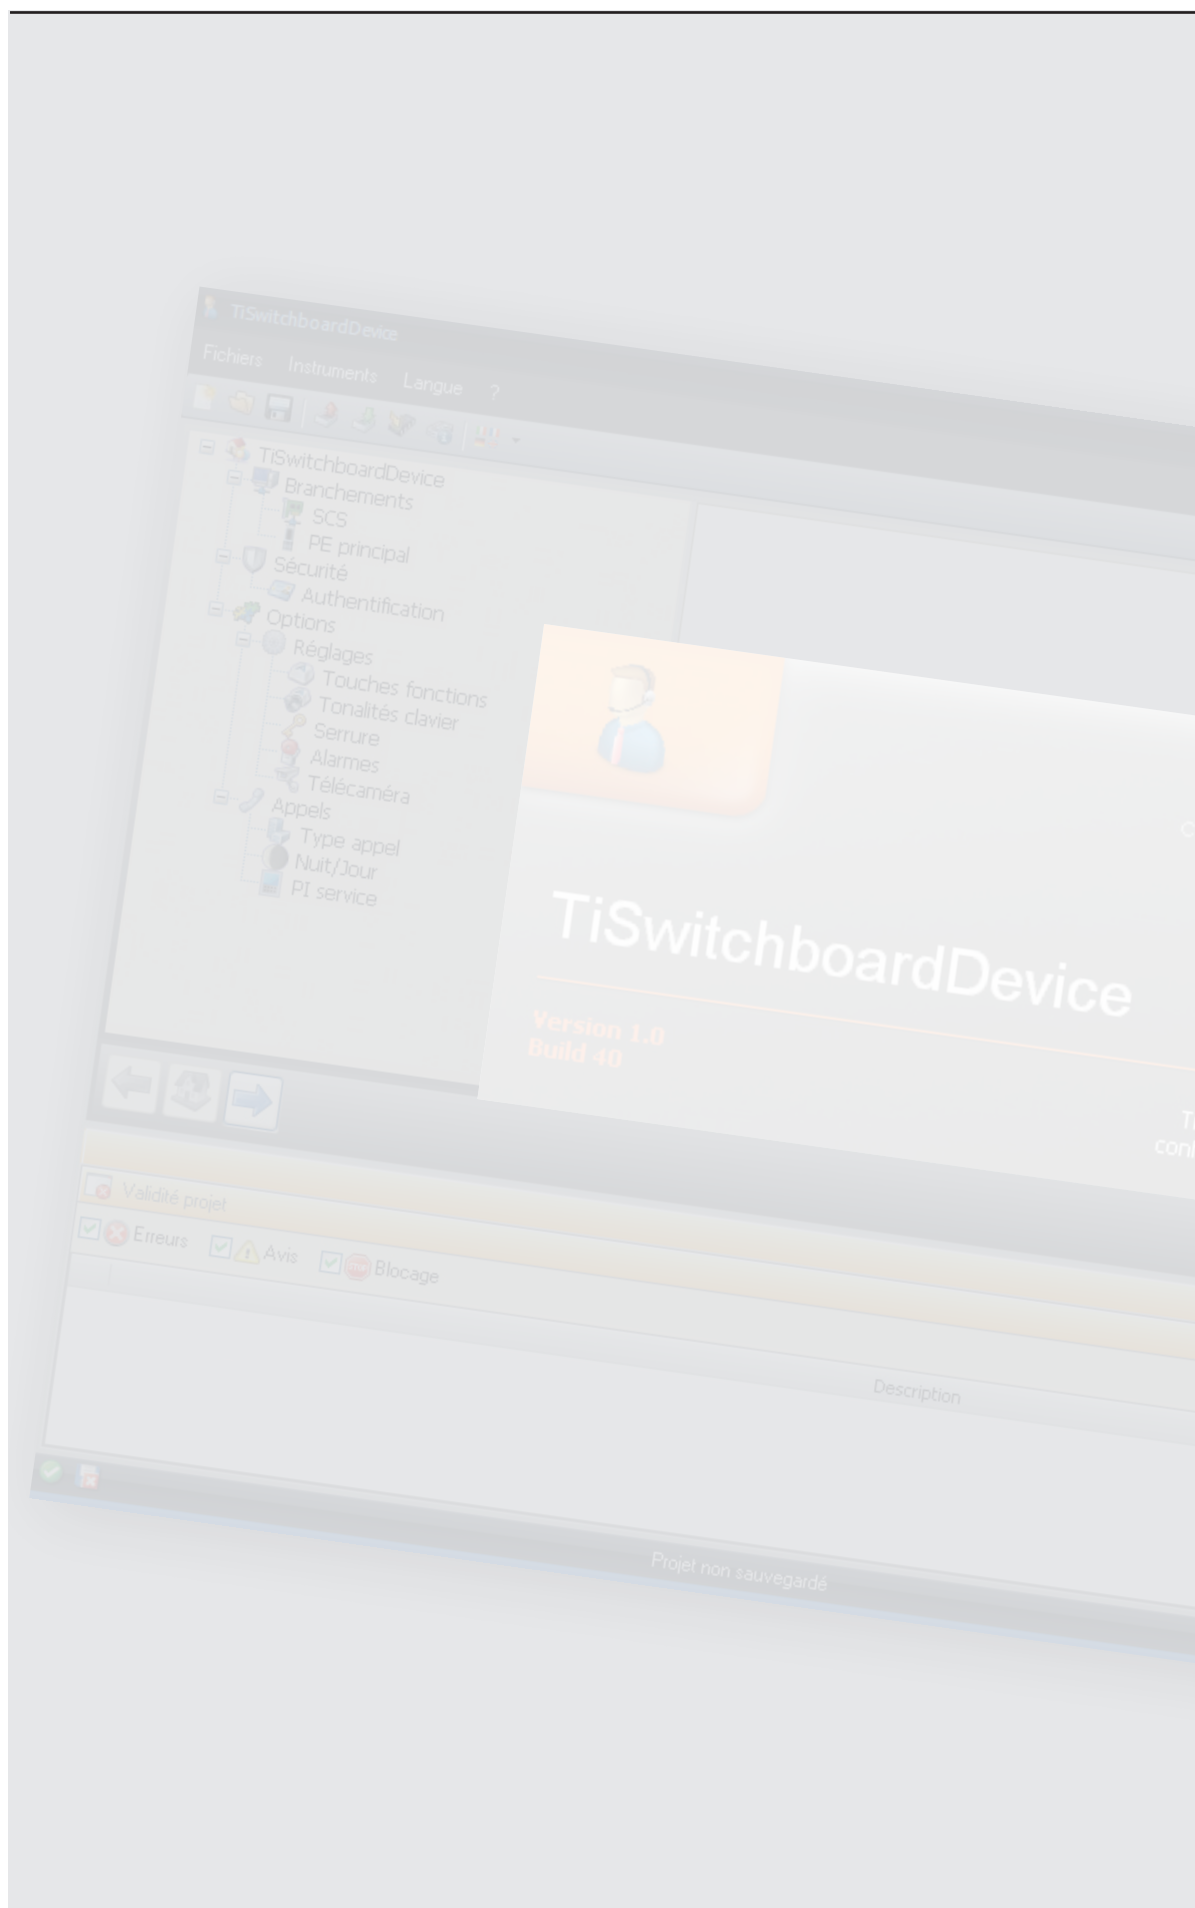 TiSwitchboardDevice
Fichiers Instruments Langue ?
TiSwitchboardDevice
Branchements
SCS
PE principal
Sécurité
Authentification
Options
Réglages
Touches fonctions
Tonalités clavier
Serrure
Alarmes
Télécaméra
Appels
Type appel
Nuit/Jour
PI service
TiSwitchboardDevice
Version 1.0
Build 40
Validité projet
Erreurs Avis Blocage
Description
Projet non sauvegardé